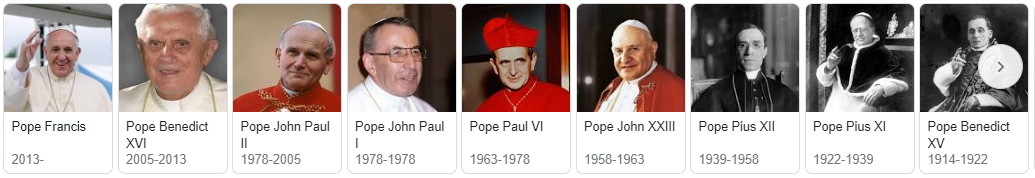 Pope Francis
2013-
Pope Benedict
XVI
2005-2013
Pope John Paul
II
1978-2005
Pope John Paul
I
1978-1978
Pope Paul VI
1963-1978
Pope John XXIII
1958-1963
Pope Pius XII
1939-1958
Pope Pius XI
1922-1939
Pope Benedict
XV
1914-1922